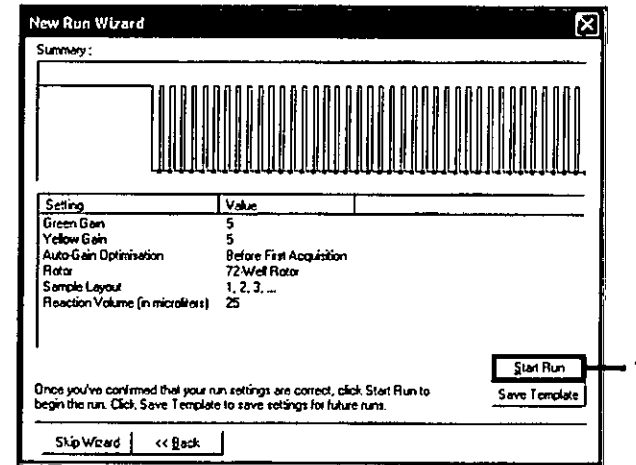 New Run Wizard
Summary:
Setting Value
Green Gain 5
Yellow Gain 5
Auto-Gain Optimisation Before First Acquisition
Rotor 72-Well Rotor
Sample Layout 1, 2, 3, ...
Reaction Volume (in microliters) 25
Start Run
Once you've confirmed that your run settings are correct, click Start Run to
begin the run. Click Save Template to save settings for future runs.
Save Template
Skip Wizard << Back